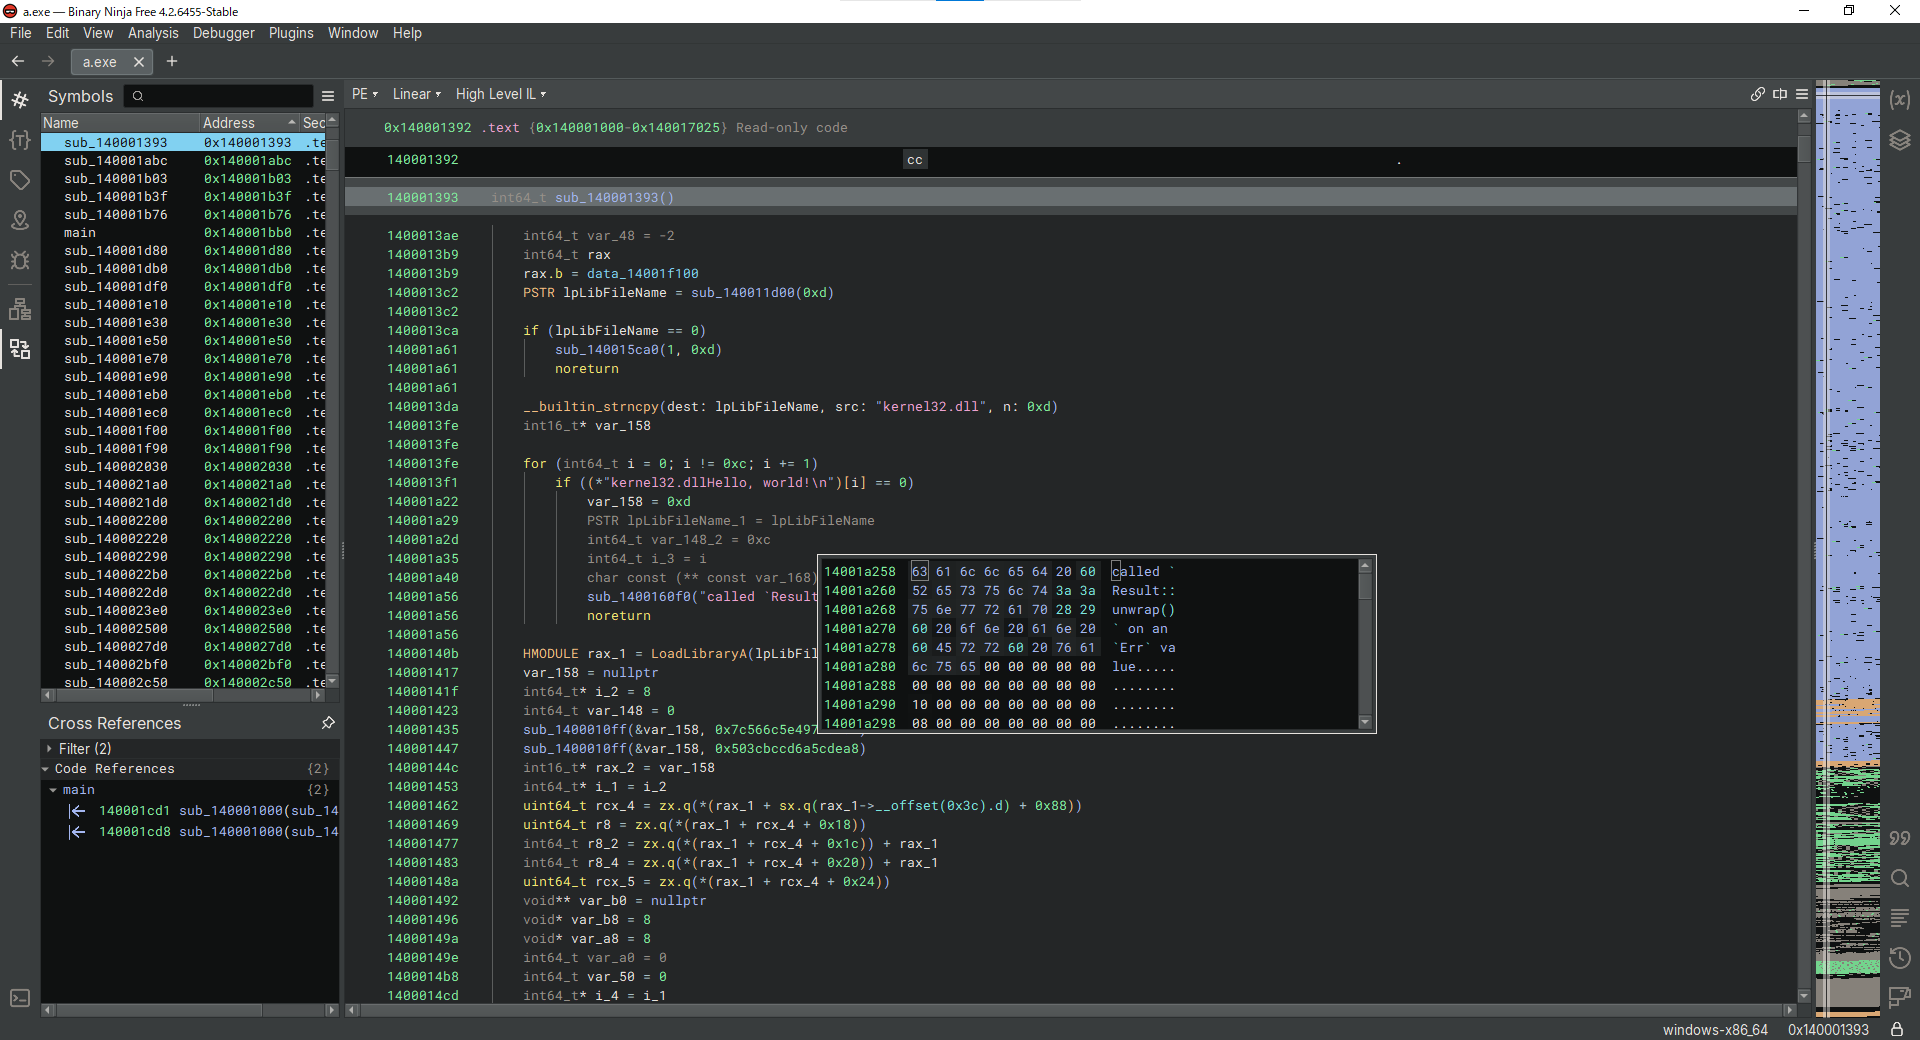 a.exe — Binary Ninja Free 4.2.6455-Stable
File Edit View Analysis Debugger Plugins Window Help
a.exe
Symbols
PE Linear High Level IL
Name Address Sec
sub_140001393 0x140001393 .te
sub_140001abc 0x140001abc .te
sub_140001b03 0x140001b03 .te
sub_140001b3f 0x140001b3f .te
sub_140001b76 0x140001b76 .te
main 0x140001bb0 .te
sub_140001d80 0x140001d80 .te
sub_140001db0 0x140001db0 .te
sub_140001df0 0x140001df0 .te
sub_140001e10 0x140001e10 .te
sub_140001e30 0x140001e30 .te
sub_140001e50 0x140001e50 .te
sub_140001e70 0x140001e70 .te
sub_140001e90 0x140001e90 .te
sub_140001eb0 0x140001eb0 .te
sub_140001ec0 0x140001ec0 .te
sub_140001f00 0x140001f00 .te
sub_140001f90 0x140001f90 .te
sub_140002030 0x140002030 .te
sub_1400021a0 0x1400021a0 .te
sub_1400021d0 0x1400021d0 .te
sub_140002200 0x140002200 .te
sub_140002220 0x140002220 .te
sub_140002290 0x140002290 .te
sub_1400022b0 0x1400022b0 .te
sub_1400022d0 0x1400022d0 .te
sub_1400023e0 0x1400023e0 .te
sub_140002500 0x140002500 .te
sub_1400027d0 0x1400027d0 .te
sub_140002bf0 0x140002bf0 .te
sub_140002c50 0x140002c50 .te
Cross References
Filter (2)
Code References {2}
main {2}
140001cd1 sub_140001000(sub_14
140001cd8 sub_140001000(sub_14
0x140001392 .text {0x140001000-0x140017025} Read-only code
140001392 cc .
140001393 int64_t sub_140001393()
1400013ae int64_t var_48 = -2
1400013b9 int64_t rax
1400013b9 rax.b = data_14001f100
1400013c2 PSTR lpLibFileName = sub_140011d00(0xd)
1400013c2
1400013ca if (lpLibFileName == 0)
140001a61 sub_140015ca0(1, 0xd)
140001a61 noreturn
140001a61
1400013da __builtin_strncpy(dest: lpLibFileName, src: "kernel32.dll", n: 0xd)
1400013fe int16_t* var_158
1400013fe
1400013fe for (int64_t i = 0; i != 0xc; i += 1)
1400013f1 if ((*"kernel32.dllHello, world!\n")[i] == 0)
140001a22 var_158 = 0xd
140001a29 PSTR lpLibFileName_1 = lpLibFileName
140001a2d int64_t var_148_2 = 0xc
140001a35 int64_t i_3 = i
140001a40 char const (** const var_168)
140001a56 sub_1400160f0("called `Result
140001a56 noreturn
140001a56
14000140b HMODULE rax_1 = LoadLibraryA(lpLibFil
140001417 var_158 = nullptr
14000141f int64_t* i_2 = 8
140001423 int64_t var_148 = 0
140001435 sub_1400010ff(&var_158, 0x7c566c5e497
140001447 sub_1400010ff(&var_158, 0x503cbccd6a5cdea8)
14000144c int16_t* rax_2 = var_158
140001453 int64_t* i_1 = i_2
140001462 uint64_t rcx_4 = zx.q(*(rax_1 + sx.q(rax_1->__offset(0x3c).d) + 0x88))
140001469 uint64_t r8 = zx.q(*(rax_1 + rcx_4 + 0x18))
140001477 int64_t r8_2 = zx.q(*(rax_1 + rcx_4 + 0x1c)) + rax_1
140001483 int64_t r8_4 = zx.q(*(rax_1 + rcx_4 + 0x20)) + rax_1
14000148a uint64_t rcx_5 = zx.q(*(rax_1 + rcx_4 + 0x24))
140001492 void** var_b0 = nullptr
140001496 void* var_b8 = 8
14000149a void* var_a8 = 8
14000149e int64_t var_a0 = 0
1400014b8 int64_t var_50 = 0
1400014cd int64_t* i_4 = i_1
14001a258 63 61 6c 6c 65 64 20 60 called `
14001a260 52 65 73 75 6c 74 3a 3a Result::
14001a268 75 6e 77 72 61 70 28 29 unwrap()
14001a270 60 20 6f 6e 20 61 6e 20 ` on an
14001a278 60 45 72 72 60 20 76 61 `Err` va
14001a280 6c 75 65 00 00 00 00 00 lue.....
14001a288 00 00 00 00 00 00 00 00 ........
14001a290 10 00 00 00 00 00 00 00 ........
14001a298 08 00 00 00 00 00 00 00 ........
windows-x86_64 0x140001393